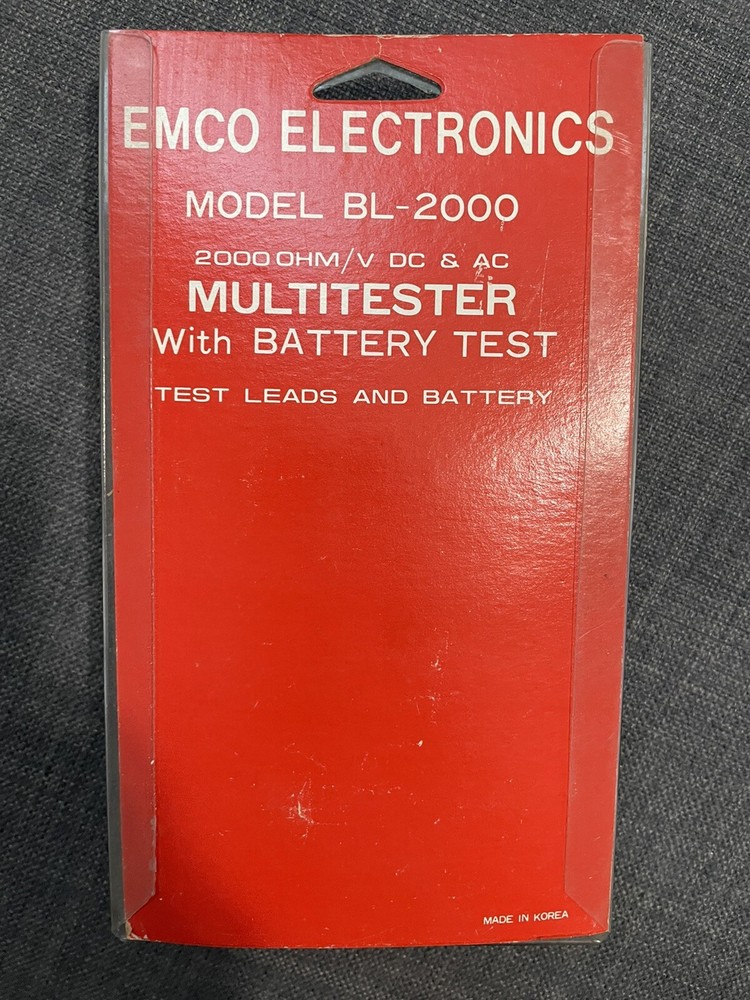 EMCO ELECTRONICS
MODEL BL-2000
2000 OHM/V DC & AC
MULTITESTER
With BATTERY TEST
TEST LEADS AND BATTERY
MADE IN KOREA